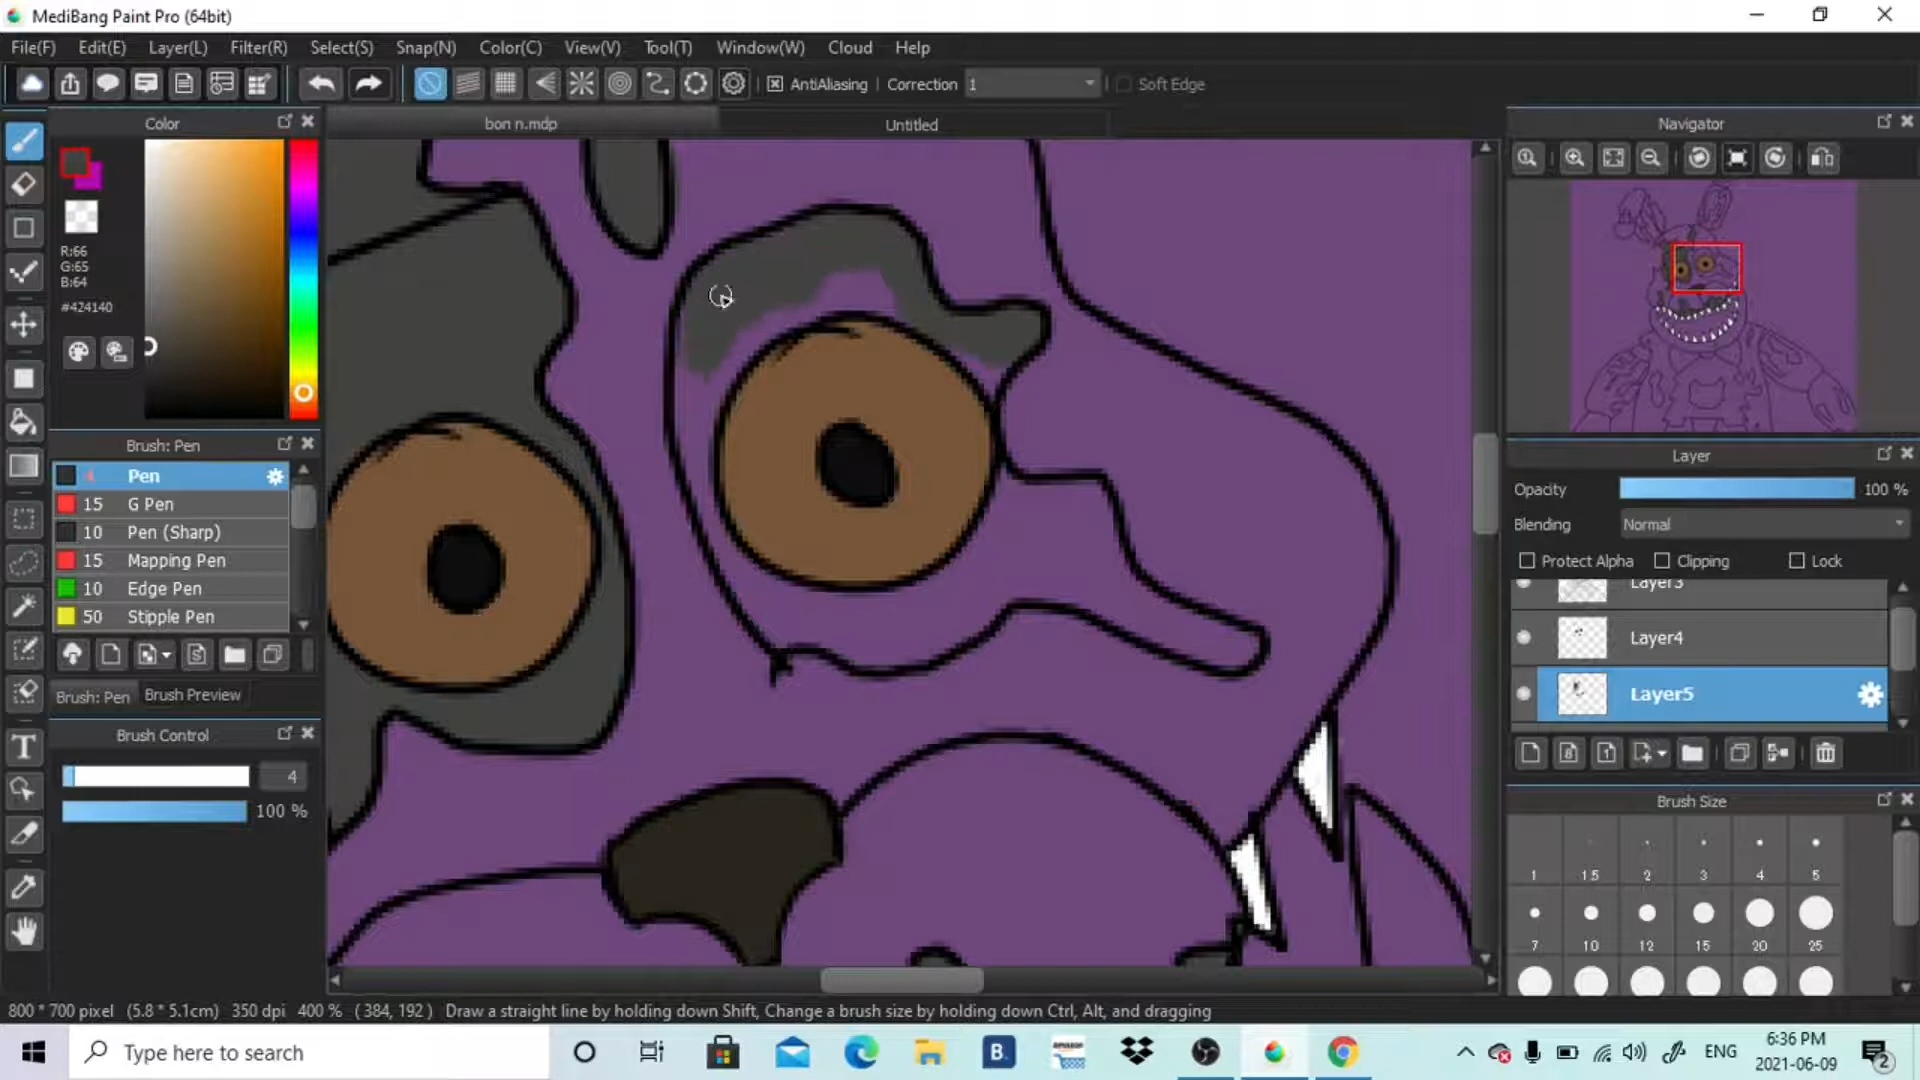 MediBang Paint Pro (64bit)
File(F) Edit(E) Layer(L) Filter(R) Select(S) Snap(N) Color(C) View(V) Tool(T) Window(W) Cloud Help
AntiAliasing Correction 1 Soft Edge
Color
bon n.mdp
Untitled
Navigator
R:66
G:65
B:64
#424140
Brush: Pen
4 Pen
15 G Pen
10 Pen (Sharp)
15 Mapping Pen
10 Edge Pen
50 Stipple Pen
Brush: Pen Brush Preview
Brush Control
4
100 %
Layer
Opacity 100 %
Blending Normal
Protect Alpha Clipping Lock
Layer3
Layer4
Layer5
Brush Size
1 1.5 2 3 4 5
7 10 12 15 20 25
800 * 700 pixel (5.8 * 5.1cm) 350 dpi 400 % ( 384, 192 ) Draw a straight line by holding down Shift, Change a brush size by holding down Ctrl, Alt, and dragging
Type here to search
B.
amazon
ENG
6:36 PM
2021-06-09
2